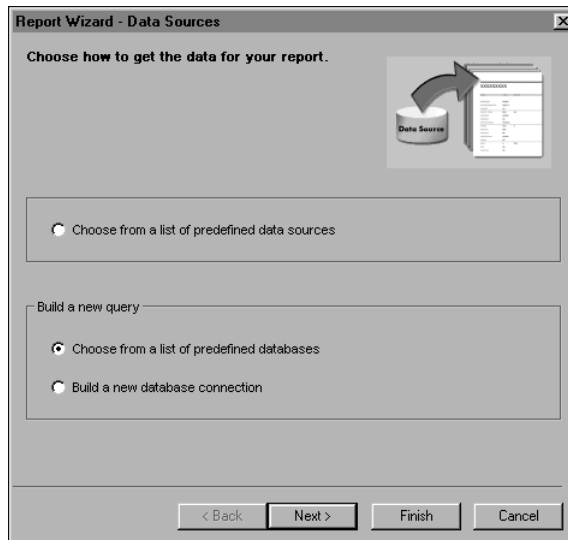 Report Wizard - Data Sources
Choose how to get the data for your report.
XXXXXXXXX
Data Source
Choose from a list of predefined data sources
Build a new query
Choose from a list of predefined databases
Build a new database connection
< Back
Next >
Finish
Cancel